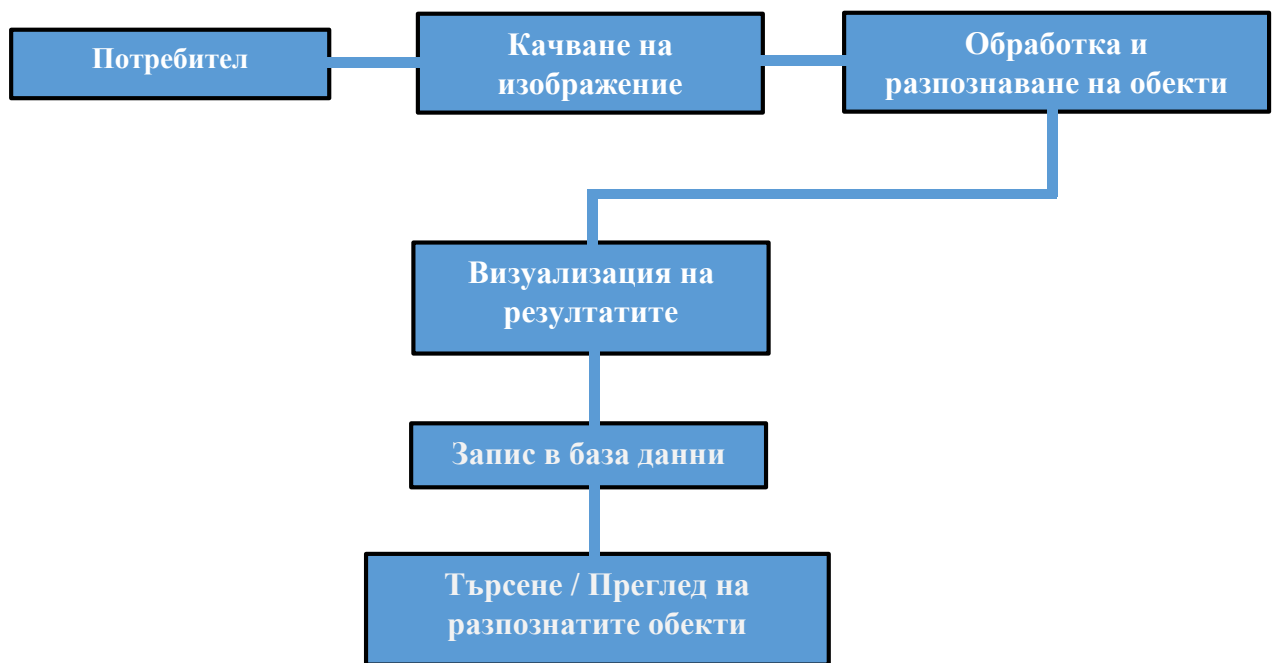 Потребител
Качване на
изображение
Обработка и
разпознаване на обекти
Визуализация на
резултатите
Запис в база данни
Търсене / Преглед на
разпознатите обекти